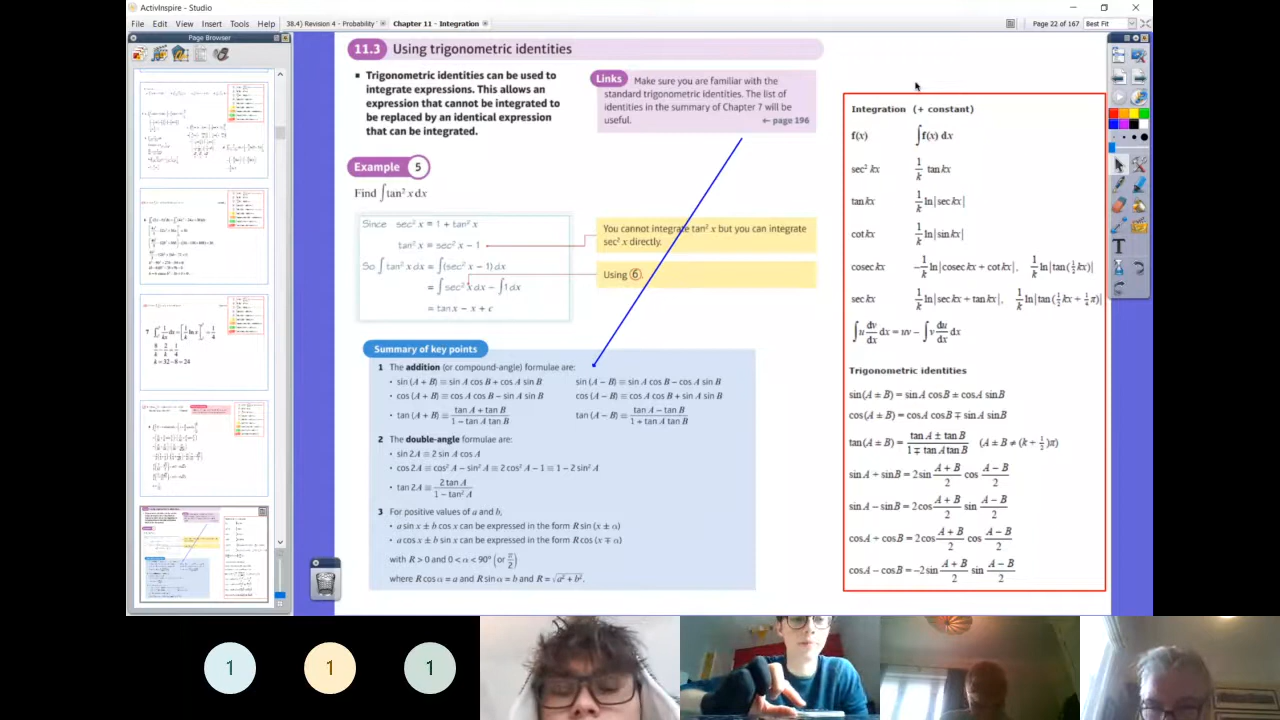 ActivInspire - Studio
File Edit View Insert Tools Help
38.4) Revision 4 - Probability
Chapter 11 - Integration
Page 22 of 167
Best Fit
Page Browser
11.3 Using trigonometric identities
▪ Trigonometric identities can be used to
integrate expressions. This allows an
expression that cannot be integrated to
be replaced by an identical expression
that can be integrated.
Links Make sure you are familiar with the
standard trigonometric identities. The list of
identities in the summary of Chapter 7 will be
useful. ← page 196
Example 5
Find ∫tan² x dx
Since sec² x = 1 + tan² x
tan² x = sec² x − 1
So ∫tan² x dx = ∫(sec² x − 1) dx
= ∫sec² x dx − ∫1 dx
= tan x − x + c
You cannot integrate tan² x but you can integrate
sec² x directly.
Using ⑥.
Summary of key points
1 The addition (or compound-angle) formulae are:
• sin (A + B) ≡ sin A cos B + cos A sin B sin (A − B) ≡ sin A cos B − cos A sin B
• cos (A + B) ≡ cos A cos B − sin A sin B cos (A − B) ≡ cos A cos B + sin A sin B
• tan (A + B) ≡ (tan A + tan B)/(1 − tan A tan B) tan (A − B) ≡ (tan A − tan B)/(1 + tan A tan B)
2 The double-angle formulae are:
• sin 2A ≡ 2 sin A cos A
• cos 2A ≡ cos² A − sin² A ≡ 2 cos² A − 1 ≡ 1 − 2 sin² A
• tan 2A ≡ 2 tan A/(1 − tan² A)
3 For positive values of a and b,
• a sin x ± b cos x can be expressed in the form R sin (x ± α)
• a cos x ± b sin x can be expressed in the form R cos (x ∓ α)
with R > 0 and 0 < α < 90° (or π/2)
where R cos α = a and R sin α = b and R = √(a² + b²).
Integration (+ constant)
f(x) ∫f(x) dx
sec² kx 1/k tan kx
tan kx 1/k ln|sec kx|
cot kx 1/k ln|sin kx|
cosec kx −1/k ln|cosec kx + cot kx|, 1/k ln|tan(½kx)|
sec kx 1/k ln|sec kx + tan kx|, 1/k ln|tan(½kx + ¼π)|
∫u dv/dx dx = uv − ∫v du/dx dx
Trigonometric identities
sin(A ± B) = sin A cos B ± cos A sin B
cos(A ± B) = cos A cos B ∓ sin A sin B
tan(A ± B) = (tan A ± tan B)/(1 ∓ tan A tan B) (A ± B ≠ (k + ½)π)
sin A + sin B = 2 sin (A + B)/2 cos (A − B)/2
sin A − sin B = 2 cos (A + B)/2 sin (A − B)/2
cos A + cos B = 2 cos (A + B)/2 cos (A − B)/2
cos A − cos B = −2 sin (A + B)/2 sin (A − B)/2
1 1 1